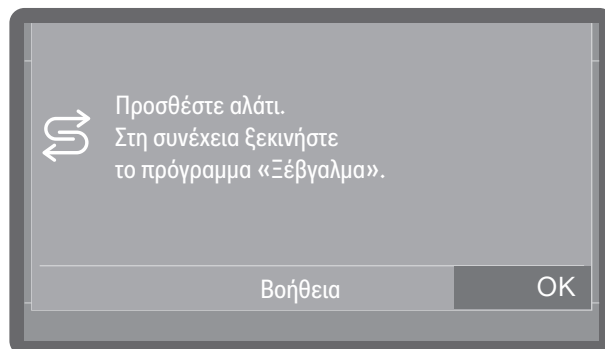 Προσθέστε αλάτι.
Στη συνέχεια ξεκινήστε
το πρόγραμμα «Ξέβγαλμα».
Βοήθεια
OK